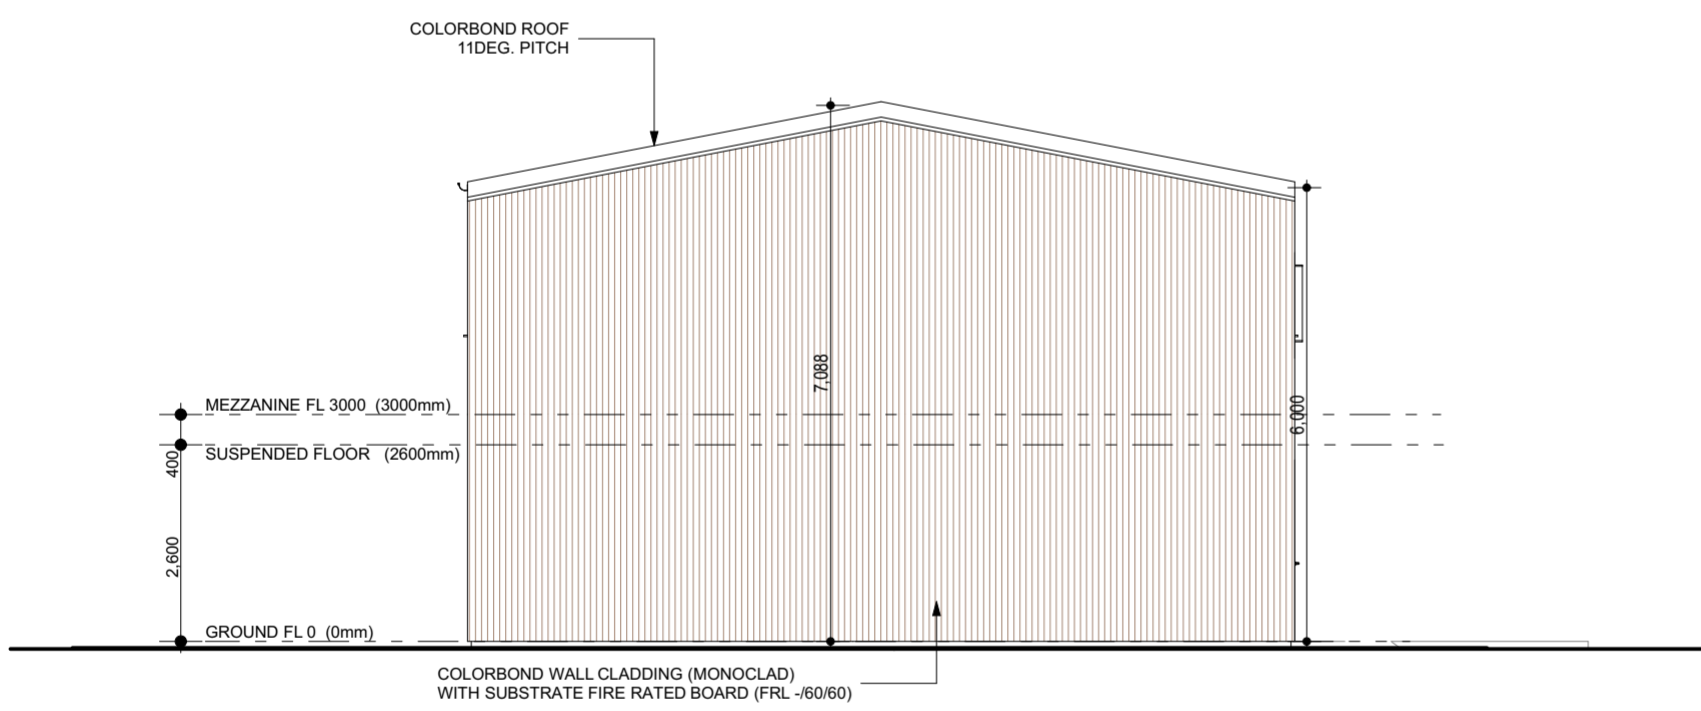 COLORBOND ROOF
11DEG. PITCH
7,088
6,000
MEZZANINE FL 3000 (3000mm)
400
SUSPENDED FLOOR (2600mm)
2,600
GROUND FL 0 (0mm)
COLORBOND WALL CLADDING (MONOCLAD)
WITH SUBSTRATE FIRE RATED BOARD (FRL -/60/60)